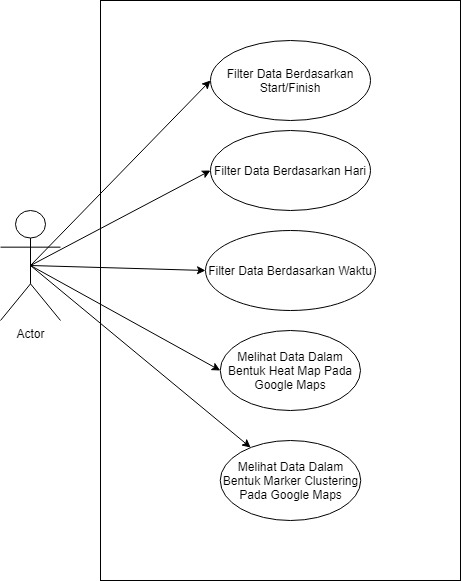 Filter Data Berdasarkan
Start/Finish
Filter Data Berdasarkan Hari
Filter Data Berdasarkan Waktu
Actor
Melihat Data Dalam
Bentuk Heat Map Pada
Google Maps
Melihat Data Dalam
Bentuk Marker Clustering
Pada Google Maps